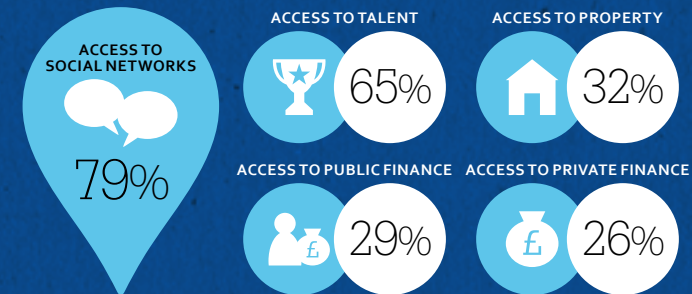 ACCESS TO
SOCIAL NETWORKS
79%
ACCESS TO TALENT
65%
ACCESS TO PROPERTY
32%
ACCESS TO PUBLIC FINANCE
£
29%
ACCESS TO PRIVATE FINANCE
£
26%